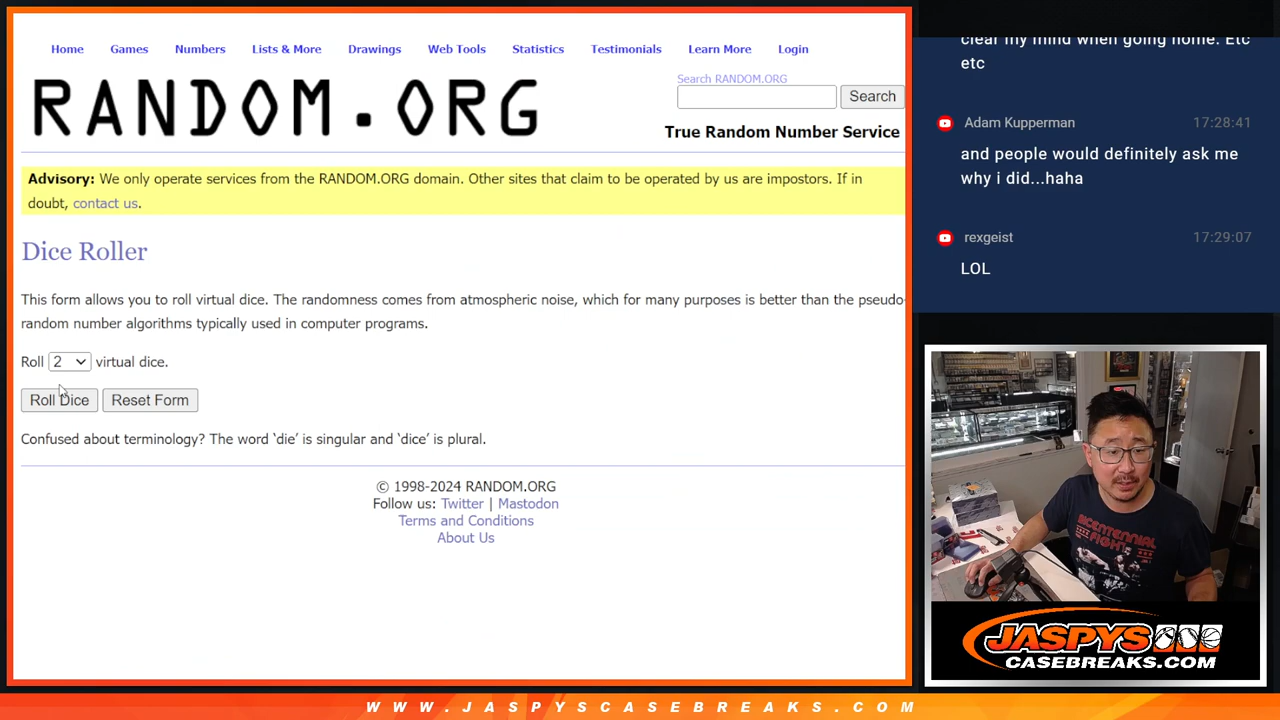 Home Games Numbers Lists & More Drawings Web Tools Statistics Testimonials Learn More Login
RANDOM.ORG
Search RANDOM.ORG
Search
True Random Number Service
Advisory: We only operate services from the RANDOM.ORG domain. Other sites that claim to be operated by us are impostors. If in
doubt, contact us.
Dice Roller
This form allows you to roll virtual dice. The randomness comes from atmospheric noise, which for many purposes is better than the pseudo-
random number algorithms typically used in computer programs.
Roll 2 virtual dice.
Roll Dice Reset Form
Confused about terminology? The word ‘die’ is singular and ‘dice’ is plural.
© 1998-2024 RANDOM.ORG
Follow us: Twitter | Mastodon
Terms and Conditions
About Us
clear my mind when going home. Etc
etc
Adam Kupperman 17:28:41
and people would definitely ask me
why i did...haha
rexgeist 17:29:07
LOL
BICENTENNIAL
FIGHT
JASPYS
CASEBREAKS.COM
WWW.JASPYSCASEBREAKS.COM